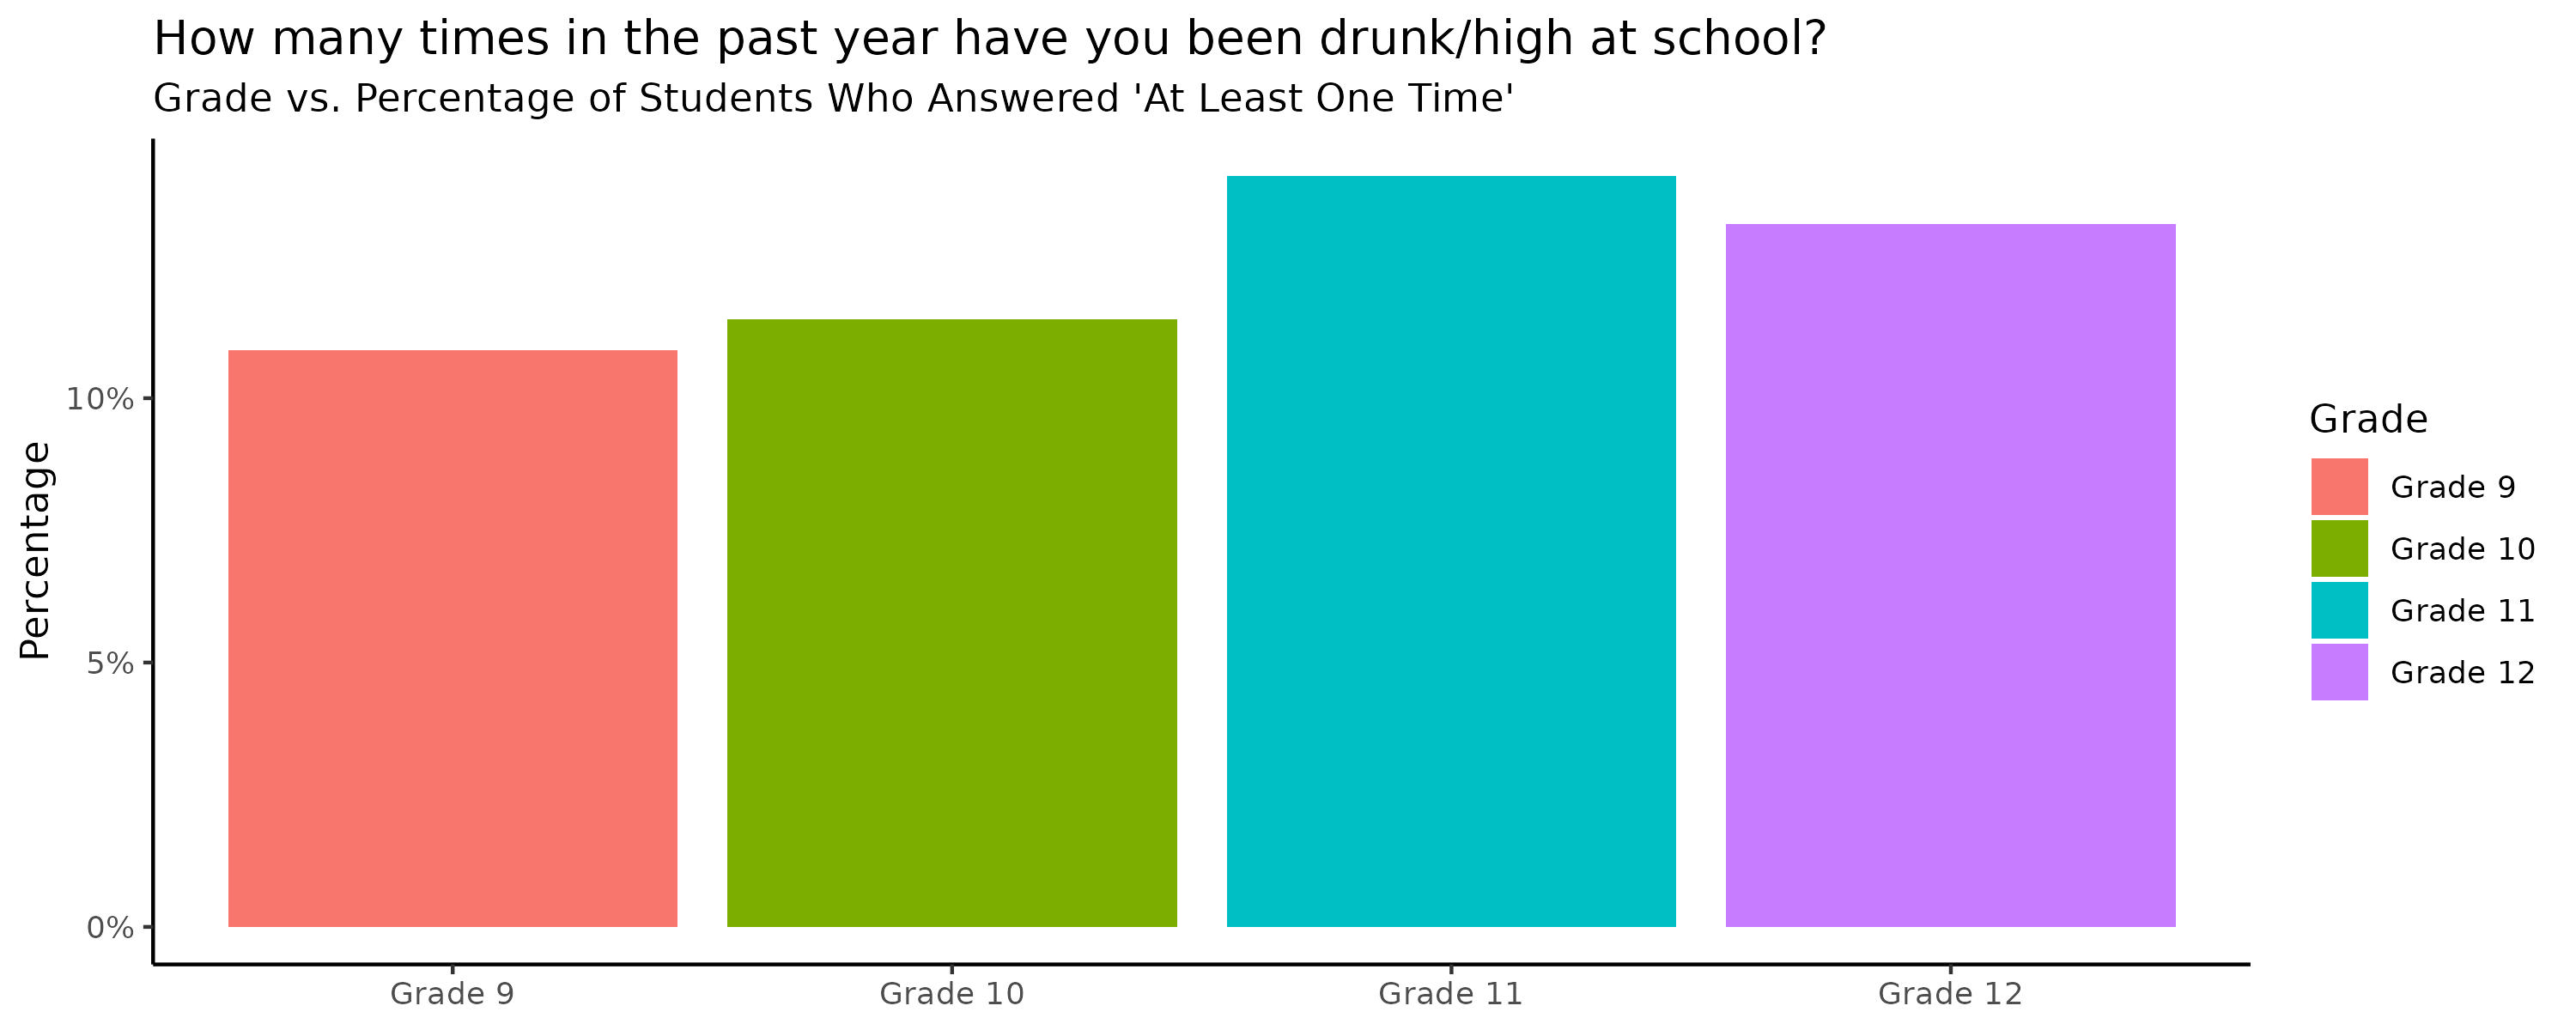 How many times in the past year have you been drunk/high at school?
Grade vs. Percentage of Students Who Answered 'At Least One Time'
Percentage
10%
5%
0%
Grade 9
Grade 10
Grade 11
Grade 12
Grade
Grade 9
Grade 10
Grade 11
Grade 12